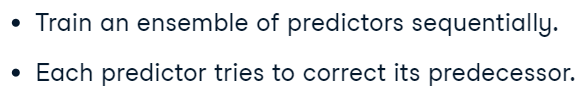 • Train an ensemble of predictors sequentially.
• Each predictor tries to correct its predecessor.